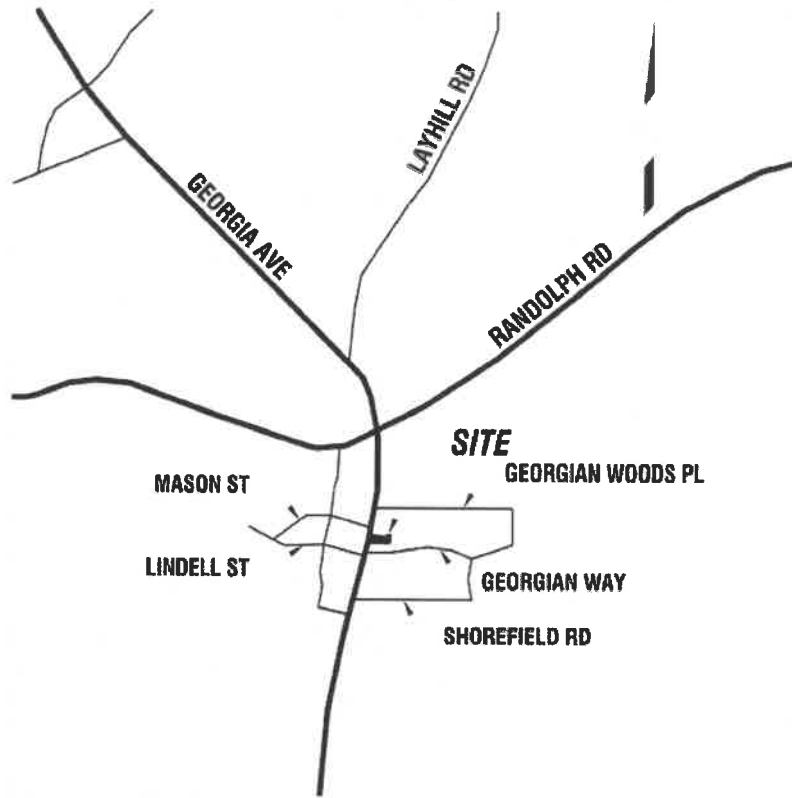 LAYHILL RD
GEORGIA AVE
RANDOLPH RD
SITE
GEORGIAN WOODS PL
MASON ST
LINDELL ST
GEORGIAN WAY
SHOREFIELD RD